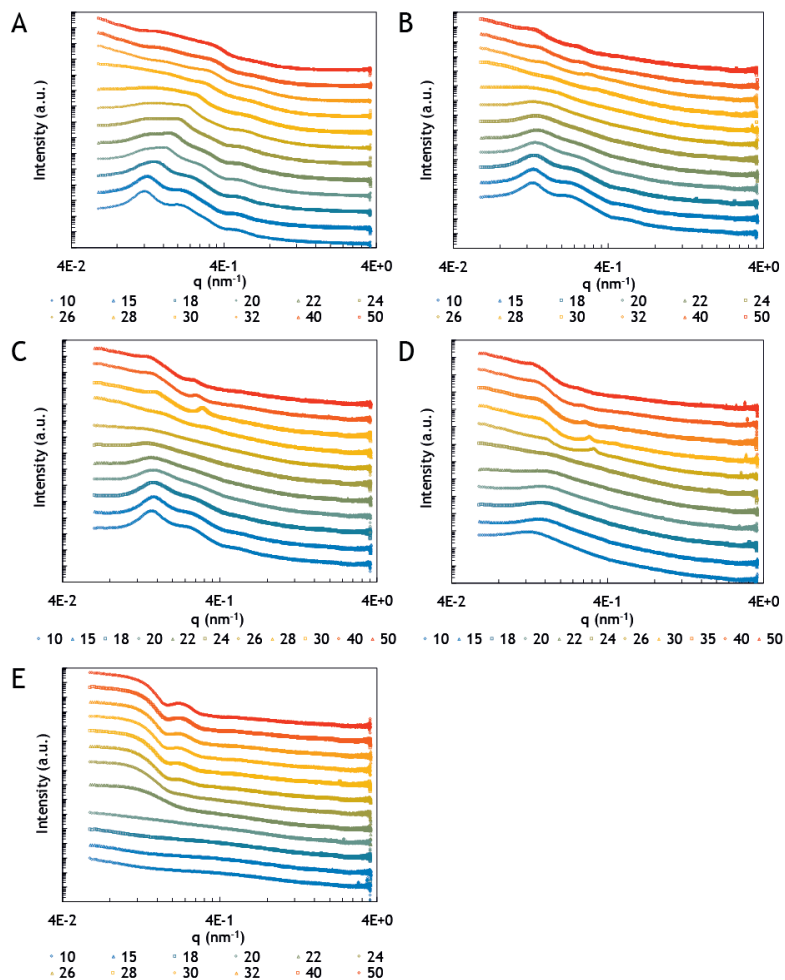 A
Intensity (a.u.)
4E-2 4E-1 4E+0
q (nm⁻¹)
10 15 18 20 22 24
26 28 30 32 40 50
B
Intensity (a.u.)
4E-2 4E-1 4E+0
q (nm⁻¹)
10 15 18 20 22 24
26 28 30 32 40 50
C
Intensity (a.u.)
4E-2 4E-1 4E+0
q (nm⁻¹)
10 15 18 20 22 24 26 28 30 40 50
D
Intensity (a.u.)
4E-2 4E-1 4E+0
q (nm⁻¹)
10 15 18 20 22 24 26 30 35 40 50
E
Intensity (a.u.)
4E-2 4E-1 4E+0
q (nm⁻¹)
10 15 18 20 22 24
26 28 30 32 40 50